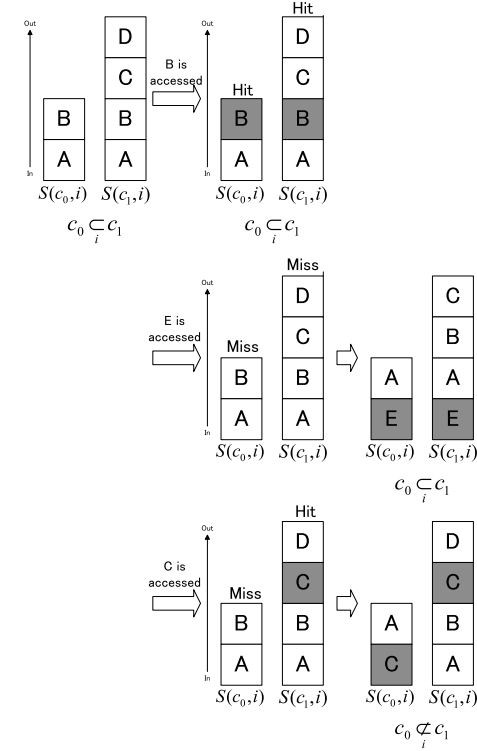 Out
D
C
B
A
B
A
In
S(c₀,i) S(c₁,i)
c₀ ⊂ᵢ c₁
B is
accessed
Out
Hit
D
C
B
A
Hit
B
A
In
S(c₀,i) S(c₁,i)
c₀ ⊂ᵢ c₁
E is
accessed
Out
Miss
D
C
B
A
Miss
B
A
In
S(c₀,i) S(c₁,i)
C
B
A
E
A
E
S(c₀,i) S(c₁,i)
c₀ ⊂ᵢ c₁
C is
accessed
Out
Hit
D
C
B
A
Miss
B
A
In
S(c₀,i) S(c₁,i)
D
C
B
A
A
C
S(c₀,i) S(c₁,i)
c₀ ⊄ᵢ c₁